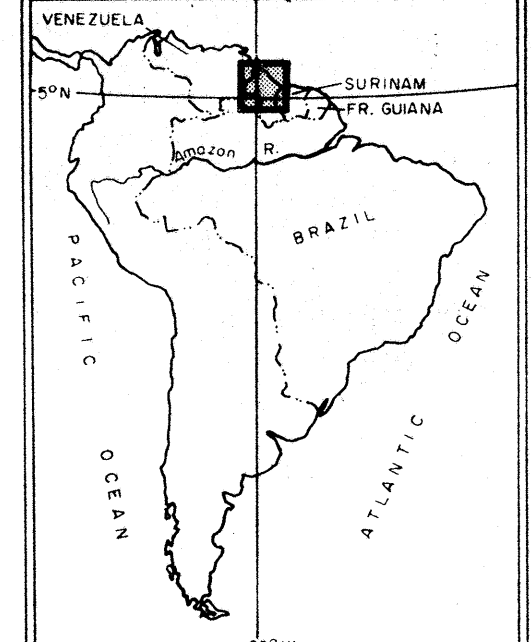 VENEZUELA
5°N
SURINAM
FR. GUIANA
Amazon R.
BRAZIL
PACIFIC
OCEAN
ATLANTIC
OCEAN